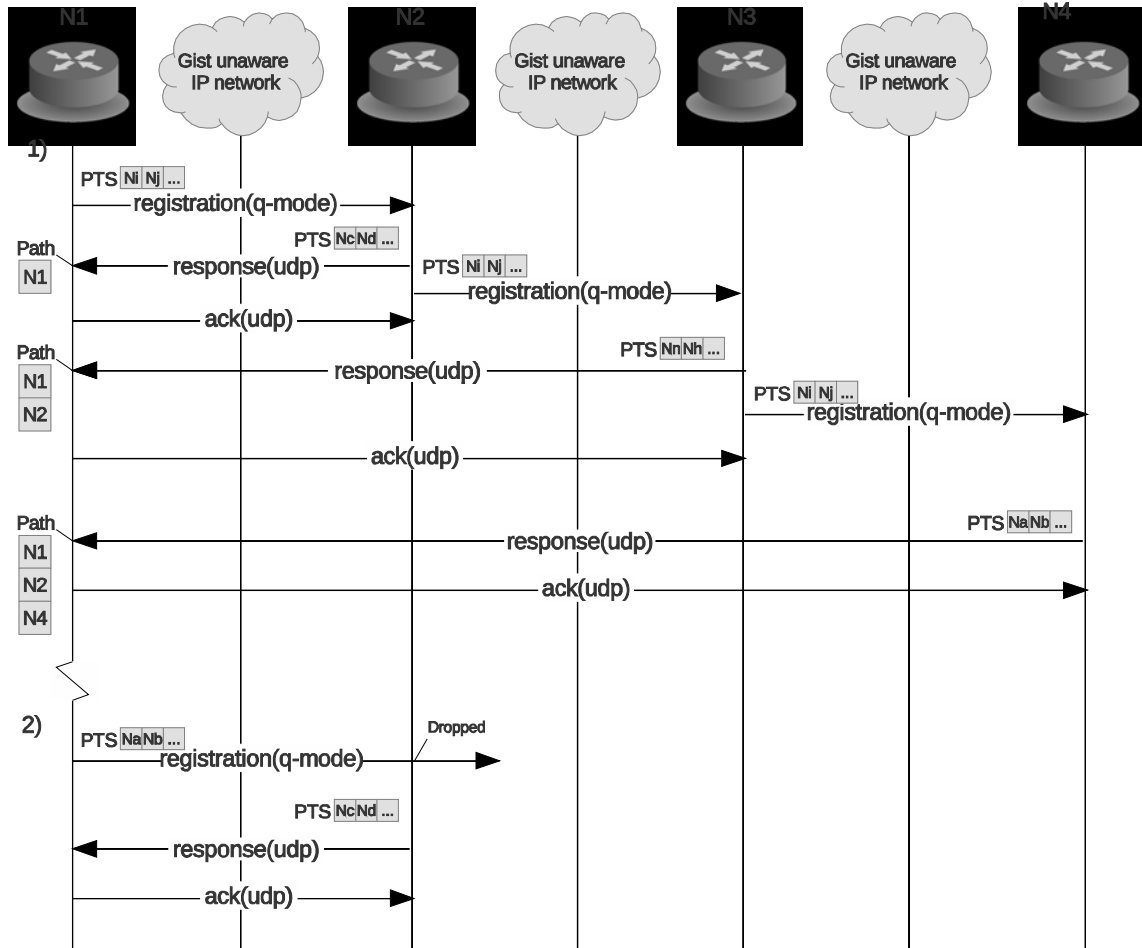 N1
Gist unaware
IP network
N2
Gist unaware
IP network
N3
Gist unaware
IP network
N4
1)
PTS Ni Nj ...
registration(q-mode)
PTS Nc Nd ...
Path
N1
response(udp)
PTS Ni Nj ...
registration(q-mode)
ack(udp)
Path
N1
N2
PTS Nn Nh ...
response(udp)
PTS Ni Nj ...
registration(q-mode)
ack(udp)
Path
N1
N2
N4
PTS Na Nb ...
response(udp)
ack(udp)
2)
PTS Na Nb ...
registration(q-mode)
Dropped
PTS Nc Nd ...
response(udp)
ack(udp)